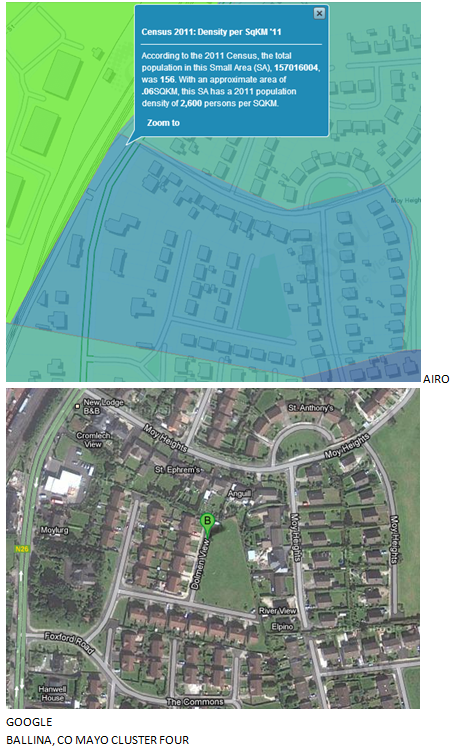 Census 2011: Density per SqKM '11
According to the 2011 Census, the total
population in this Small Area (SA), 157016004,
was 156. With an approximate area of
.06SQKM, this SA has a 2011 population
density of 2,600 persons per SQKM.
Zoom to
Moy Heights
AIRO
New Lodge
B&B
St. Anthony's
Cromlech
View
Moy Heights
Moy Heights
St. Ephrem's
Anguill
B
Moylurg
Moy Heights
Moy Heights
N26
Dolmen View
River View
Elpino
Foxford Road
Hanwell
House
The Commons
GOOGLE
BALLINA, CO MAYO CLUSTER FOUR